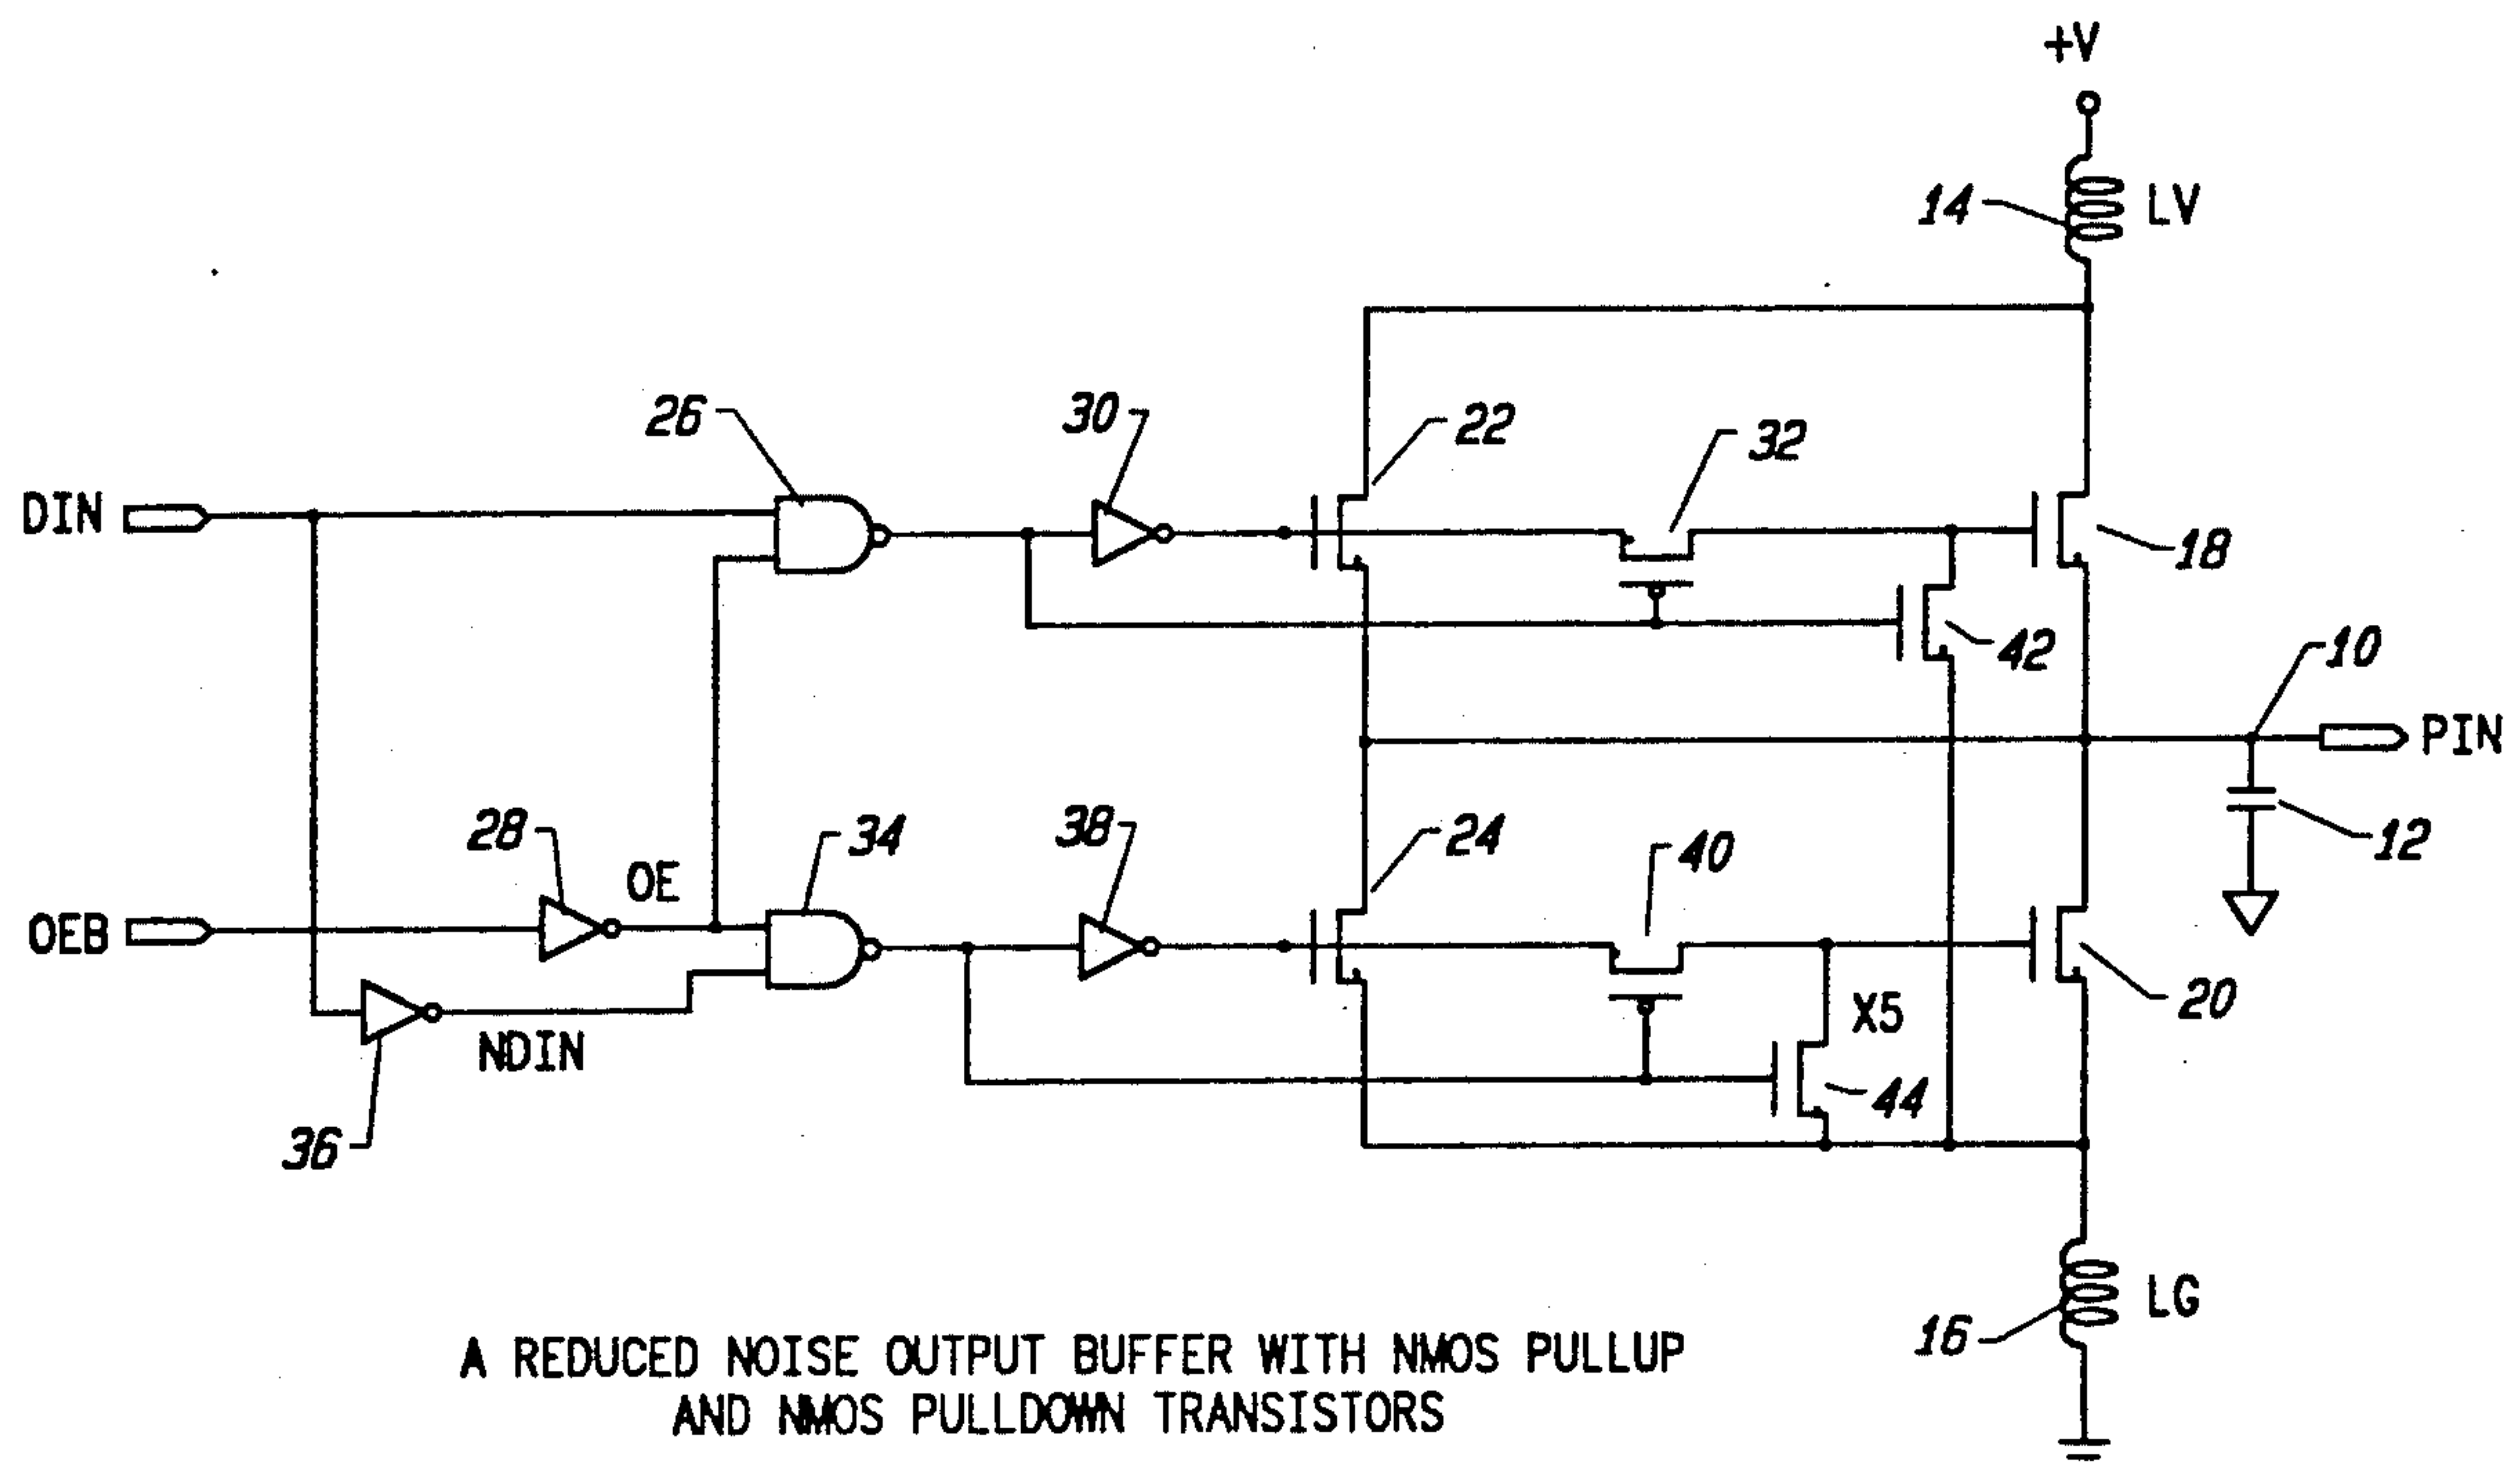 +V
14
LV
26
30
22
32
DIN
18
42
10
PIN
28
OE
34
38
24
40
12
OEB
20
X5
NDIN
44
36
LG
16
A REDUCED NOISE OUTPUT BUFFER WITH NMOS PULLUP
AND NMOS PULLDOWN TRANSISTORS